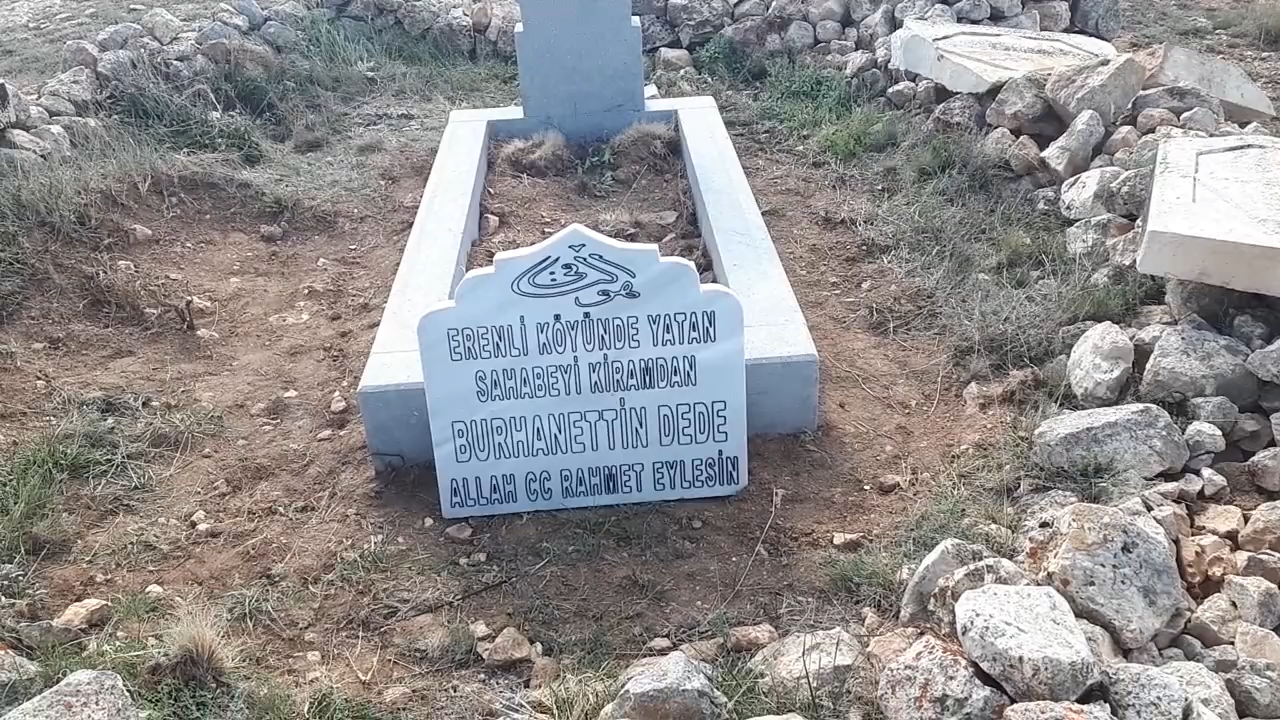 هو الباقي
ERENLİ KÖYÜNDE YATAN
SAHABEYİ KİRAMDAN
BURHANETTİN DEDE
ALLAH CC RAHMET EYLESİN